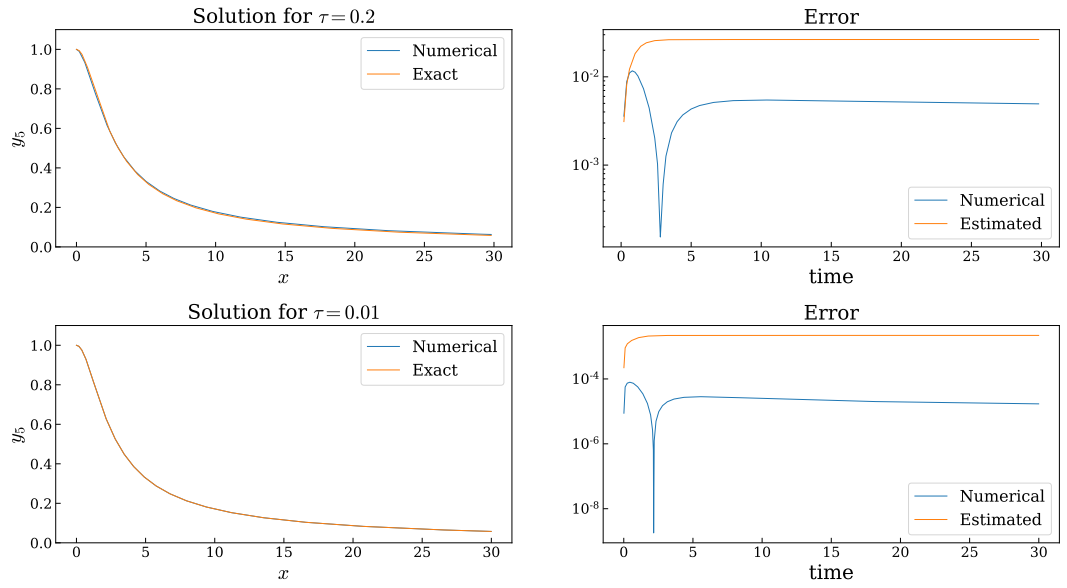 Solution for τ = 0.2
1.0
0.8
0.6
0.4
0.2
0.0
y₅
0 5 10 15 20 25 30
x
Numerical
Exact
Error
10⁻²
10⁻³
0 5 10 15 20 25 30
time
Numerical
Estimated
Solution for τ = 0.01
1.0
0.8
0.6
0.4
0.2
0.0
y₅
0 5 10 15 20 25 30
x
Numerical
Exact
Error
10⁻⁴
10⁻⁶
10⁻⁸
0 5 10 15 20 25 30
time
Numerical
Estimated